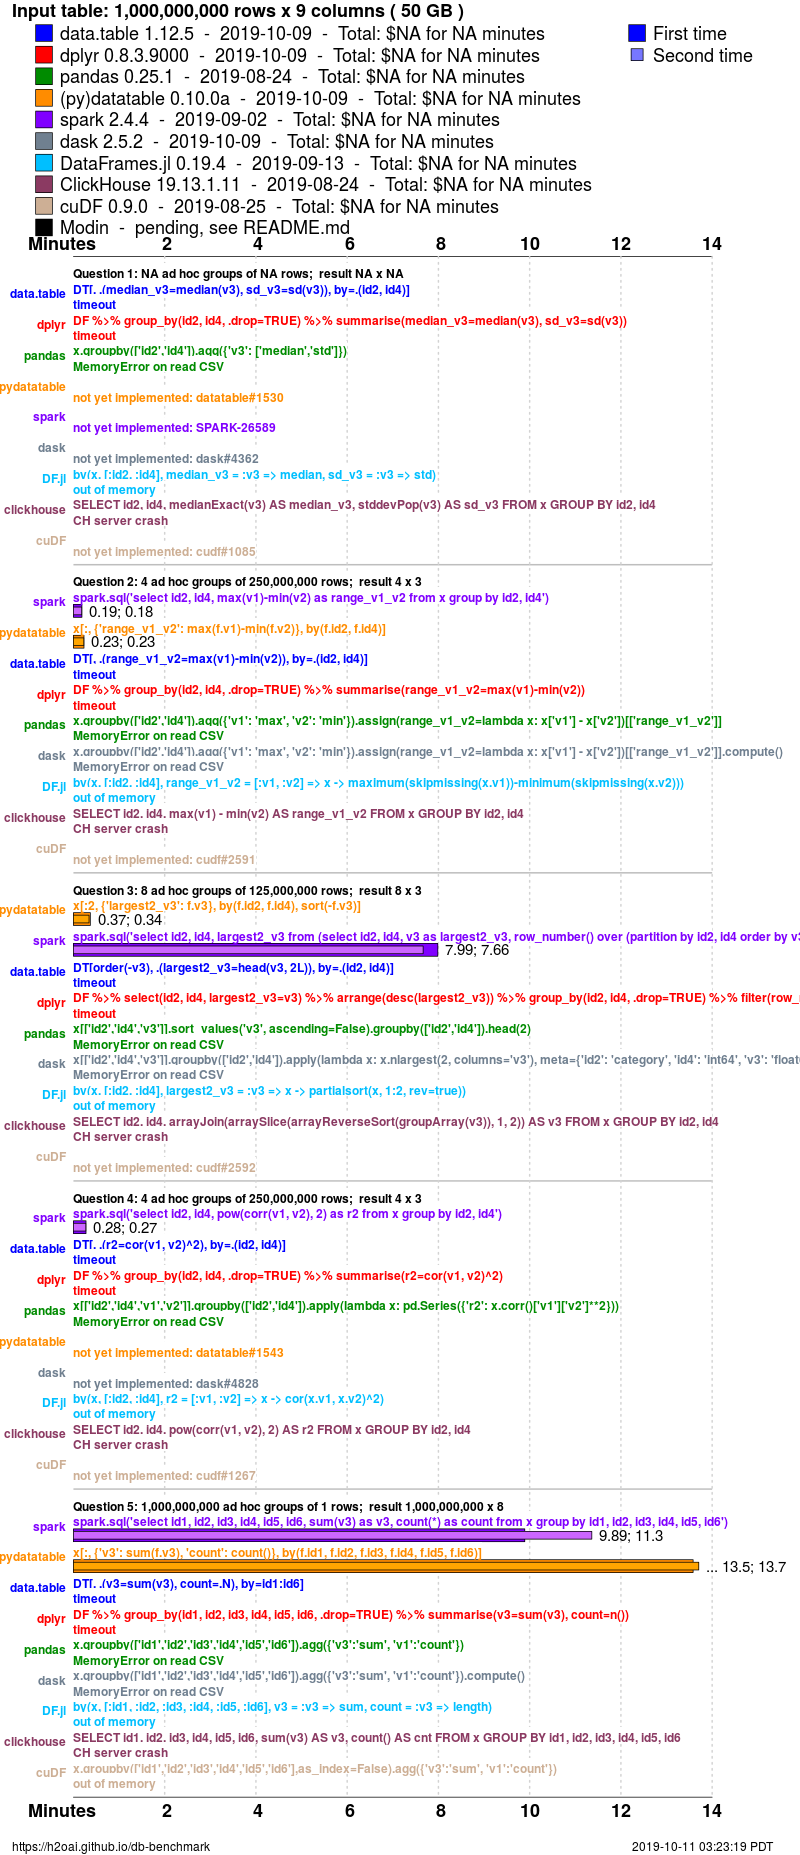 Input table: 1,000,000,000 rows x 9 columns ( 50 GB )
data.table 1.12.5 - 2019-10-09 - Total: $NA for NA minutes
First time
dplyr 0.8.3.9000 - 2019-10-09 - Total: $NA for NA minutes
Second time
pandas 0.25.1 - 2019-08-24 - Total: $NA for NA minutes
(py)datatable 0.10.0a - 2019-10-09 - Total: $NA for NA minutes
spark 2.4.4 - 2019-09-02 - Total: $NA for NA minutes
dask 2.5.2 - 2019-10-09 - Total: $NA for NA minutes
DataFrames.jl 0.19.4 - 2019-09-13 - Total: $NA for NA minutes
ClickHouse 19.13.1.11 - 2019-08-24 - Total: $NA for NA minutes
cuDF 0.9.0 - 2019-08-25 - Total: $NA for NA minutes
Modin - pending, see README.md
Minutes 2 4 6 8 10 12 14
Question 1: NA ad hoc groups of NA rows; result NA x NA
data.table DT[, .(median_v3=median(v3), sd_v3=sd(v3)), by=.(id2, id4)]
timeout
dplyr DF %>% group_by(id2, id4, .drop=TRUE) %>% summarise(median_v3=median(v3), sd_v3=sd(v3))
timeout
pandas x.groupby(['id2','id4']).agg({'v3': ['median','std']})
MemoryError on read CSV
pydatatable
not yet implemented: datatable#1530
spark
not yet implemented: SPARK-26589
dask
not yet implemented: dask#4362
DF.jl by(x, [:id2, :id4], median_v3 = :v3 => median, sd_v3 = :v3 => std)
out of memory
clickhouse SELECT id2, id4, medianExact(v3) AS median_v3, stddevPop(v3) AS sd_v3 FROM x GROUP BY id2, id4
CH server crash
cuDF
not yet implemented: cudf#1085
Question 2: 4 ad hoc groups of 250,000,000 rows; result 4 x 3
spark spark.sql('select id2, id4, max(v1)-min(v2) as range_v1_v2 from x group by id2, id4')
0.19; 0.18
pydatatable x[:, {'range_v1_v2': max(f.v1)-min(f.v2)}, by(f.id2, f.id4)]
0.23; 0.23
data.table DT[, .(range_v1_v2=max(v1)-min(v2)), by=.(id2, id4)]
timeout
dplyr DF %>% group_by(id2, id4, .drop=TRUE) %>% summarise(range_v1_v2=max(v1)-min(v2))
timeout
pandas x.groupby(['id2','id4']).agg({'v1': 'max', 'v2': 'min'}).assign(range_v1_v2=lambda x: x['v1'] - x['v2'])[['range_v1_v2']]
MemoryError on read CSV
dask x.groupby(['id2','id4']).agg({'v1': 'max', 'v2': 'min'}).assign(range_v1_v2=lambda x: x['v1'] - x['v2'])[['range_v1_v2']].compute()
MemoryError on read CSV
DF.jl by(x, [:id2, :id4], range_v1_v2 = [:v1, :v2] => x -> maximum(skipmissing(x.v1))-minimum(skipmissing(x.v2)))
out of memory
clickhouse SELECT id2, id4, max(v1) - min(v2) AS range_v1_v2 FROM x GROUP BY id2, id4
CH server crash
cuDF
not yet implemented: cudf#2591
Question 3: 8 ad hoc groups of 125,000,000 rows; result 8 x 3
pydatatable x[:2, {'largest2_v3': f.v3}, by(f.id2, f.id4), sort(-f.v3)]
0.37; 0.34
spark spark.sql('select id2, id4, largest2_v3 from (select id2, id4, v3 as largest2_v3, row_number() over (partition by id2, id4 order by v3
7.99; 7.66
data.table DT[order(-v3), .(largest2_v3=head(v3, 2L)), by=.(id2, id4)]
timeout
dplyr DF %>% select(id2, id4, largest2_v3=v3) %>% arrange(desc(largest2_v3)) %>% group_by(id2, id4, .drop=TRUE) %>% filter(row_
timeout
pandas x[['id2','id4','v3']].sort_values('v3', ascending=False).groupby(['id2','id4']).head(2)
MemoryError on read CSV
dask x[['id2','id4','v3']].groupby(['id2','id4']).apply(lambda x: x.nlargest(2, columns='v3'), meta={'id2': 'category', 'id4': 'int64', 'v3': 'float
MemoryError on read CSV
DF.jl by(x, [:id2, :id4], largest2_v3 = :v3 => x -> partialsort(x, 1:2, rev=true))
out of memory
clickhouse SELECT id2, id4, arrayJoin(arraySlice(arrayReverseSort(groupArray(v3)), 1, 2)) AS v3 FROM x GROUP BY id2, id4
CH server crash
cuDF
not yet implemented: cudf#2592
Question 4: 4 ad hoc groups of 250,000,000 rows; result 4 x 3
spark spark.sql('select id2, id4, pow(corr(v1, v2), 2) as r2 from x group by id2, id4')
0.28; 0.27
data.table DT[, .(r2=cor(v1, v2)^2), by=.(id2, id4)]
timeout
dplyr DF %>% group_by(id2, id4, .drop=TRUE) %>% summarise(r2=cor(v1, v2)^2)
timeout
pandas x[['id2','id4','v1','v2']].groupby(['id2','id4']).apply(lambda x: pd.Series({'r2': x.corr()['v1']['v2']**2}))
MemoryError on read CSV
pydatatable
not yet implemented: datatable#1543
dask
not yet implemented: dask#4828
DF.jl by(x, [:id2, :id4], r2 = [:v1, :v2] => x -> cor(x.v1, x.v2)^2)
out of memory
clickhouse SELECT id2, id4, pow(corr(v1, v2), 2) AS r2 FROM x GROUP BY id2, id4
CH server crash
cuDF
not yet implemented: cudf#1267
Question 5: 1,000,000,000 ad hoc groups of 1 rows; result 1,000,000,000 x 8
spark spark.sql('select id1, id2, id3, id4, id5, id6, sum(v3) as v3, count(*) as count from x group by id1, id2, id3, id4, id5, id6')
9.89; 11.3
pydatatable x[:, {'v3': sum(f.v3), 'count': count()}, by(f.id1, f.id2, f.id3, f.id4, f.id5, f.id6)]
... 13.5; 13.7
data.table DT[, .(v3=sum(v3), count=.N), by=id1:id6]
timeout
dplyr DF %>% group_by(id1, id2, id3, id4, id5, id6, .drop=TRUE) %>% summarise(v3=sum(v3), count=n())
timeout
pandas x.groupby(['id1','id2','id3','id4','id5','id6']).agg({'v3':'sum', 'v1':'count'})
MemoryError on read CSV
dask x.groupby(['id1','id2','id3','id4','id5','id6']).agg({'v3':'sum', 'v1':'count'}).compute()
MemoryError on read CSV
DF.jl by(x, [:id1, :id2, :id3, :id4, :id5, :id6], v3 = :v3 => sum, count = :v3 => length)
out of memory
clickhouse SELECT id1, id2, id3, id4, id5, id6, sum(v3) AS v3, count() AS cnt FROM x GROUP BY id1, id2, id3, id4, id5, id6
CH server crash
cuDF x.groupby(['id1','id2','id3','id4','id5','id6'],as_index=False).agg({'v3':'sum', 'v1':'count'})
out of memory
Minutes 2 4 6 8 10 12 14
https://h2oai.github.io/db-benchmark
2019-10-11 03:23:19 PDT